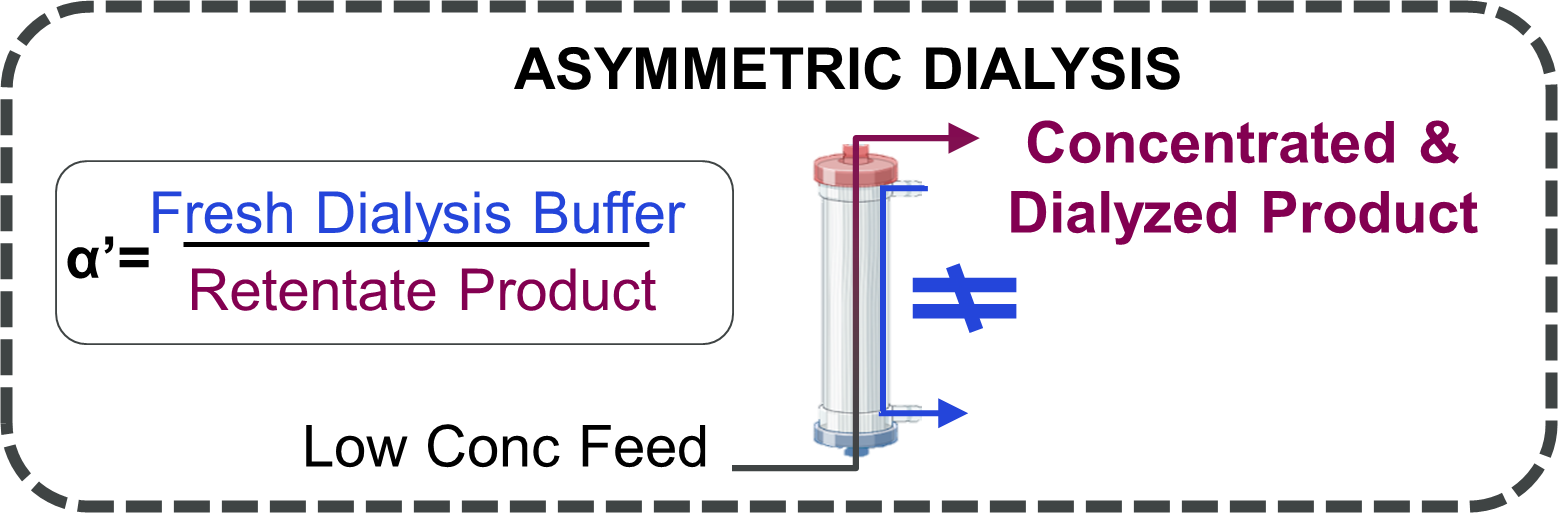 ASYMMETRIC DIALYSIS
Concentrated &
Dialyzed Product
Fresh Dialysis Buffer
α’=
Retentate Product
≠
Low Conc Feed